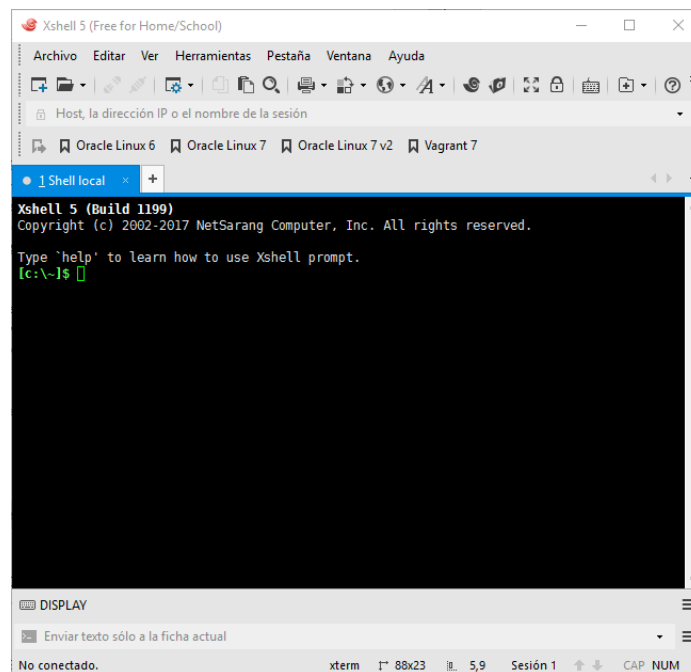 Xshell 5 (Free for Home/School)
Archivo Editar Ver Herramientas Pestaña Ventana Ayuda
Host, la dirección IP o el nombre de la sesión
Oracle Linux 6 Oracle Linux 7 Oracle Linux 7 v2 Vagrant 7
1 Shell local × +
Xshell 5 (Build 1199)
Copyright (c) 2002-2017 NetSarang Computer, Inc. All rights reserved.
Type `help' to learn how to use Xshell prompt.
[c:\~]$
DISPLAY
Enviar texto sólo a la ficha actual
No conectado. xterm 88x23 5,9 Sesión 1 CAP NUM